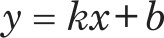 y = kx + b